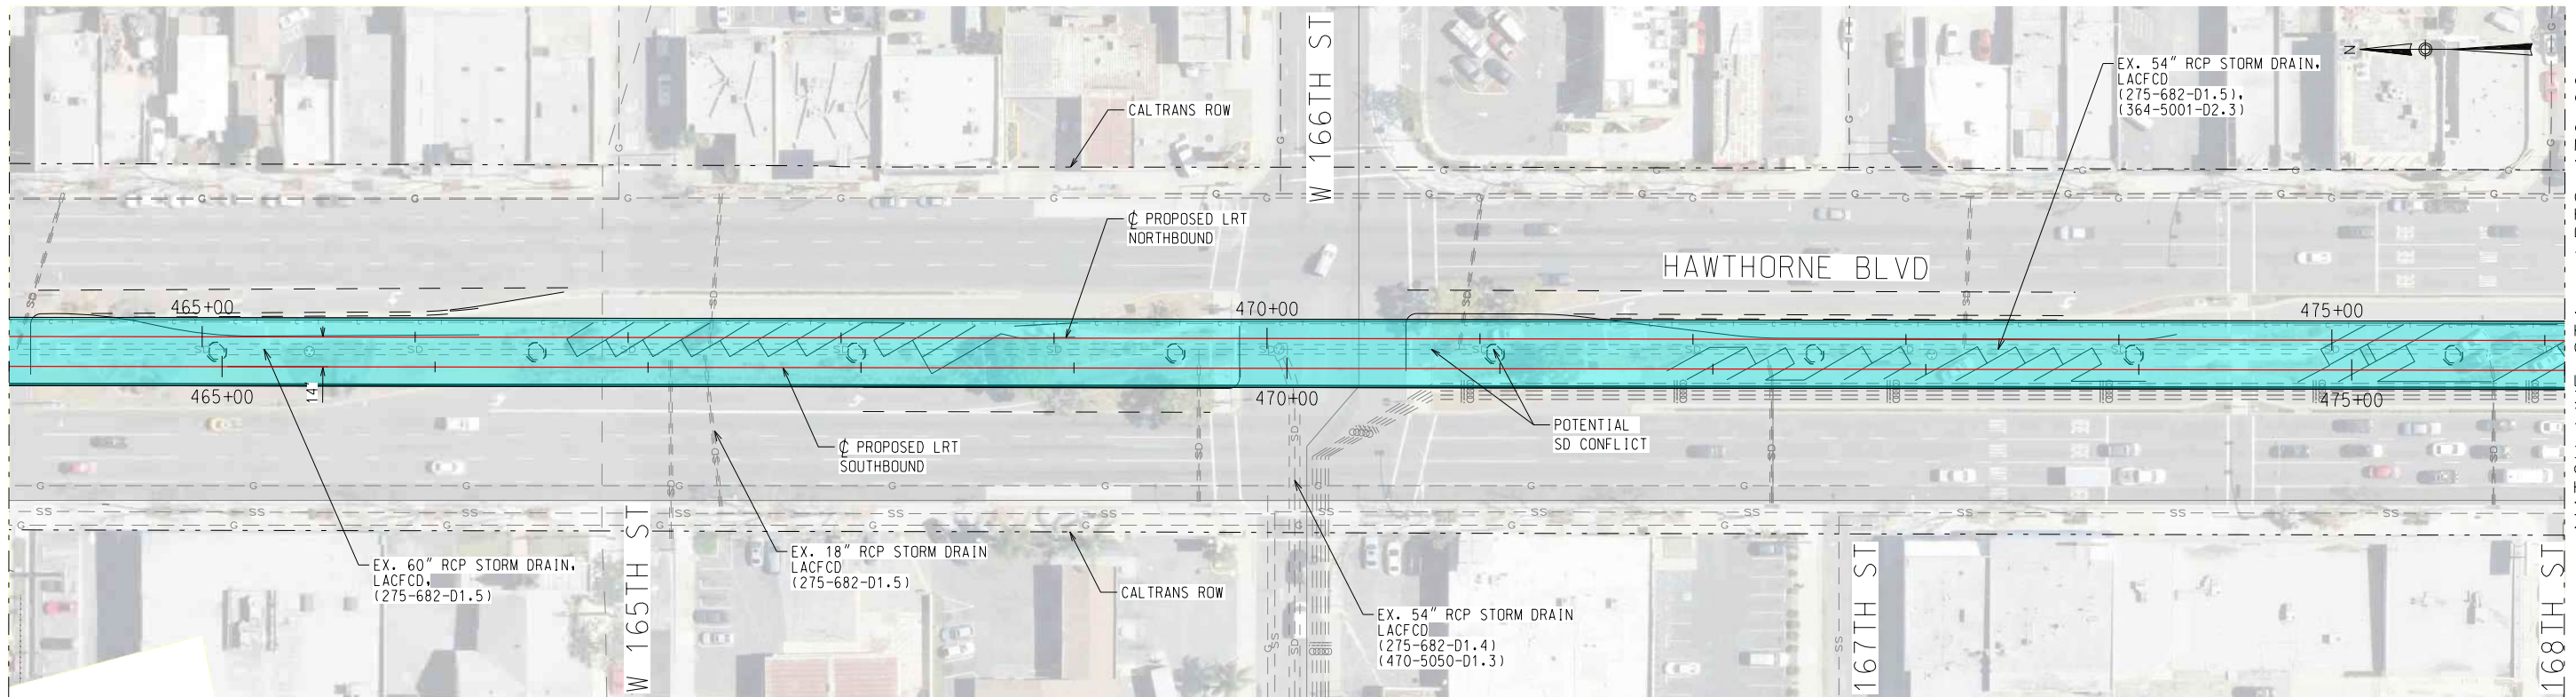 W 166TH ST
N
EX. 54" RCP STORM DRAIN,
LACFCD
(275-682-D1.5),
(364-5001-D2.3)
CALTRANS ROW
℄ PROPOSED LRT
NORTHBOUND
HAWTHORNE BLVD
465+00
470+00
475+00
14'
465+00
470+00
475+00
POTENTIAL
SD CONFLICT
℄ PROPOSED LRT
SOUTHBOUND
EX. 60" RCP STORM DRAIN,
LACFCD,
(275-682-D1.5)
W 165TH ST
EX. 18" RCP STORM DRAIN
LACFCD
(275-682-D1.5)
CALTRANS ROW
EX. 54" RCP STORM DRAIN
LACFCD
(275-682-D1.4)
(470-5050-D1.3)
167TH ST
168TH ST